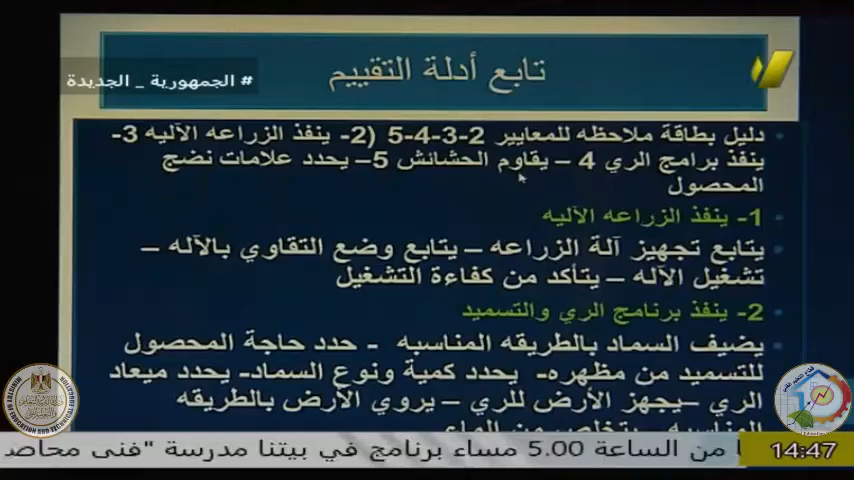 تابع أدلة التقييم
# الجمهورية _ الجديدة
دليل بطاقة ملاحظه للمعايير 2-3-4-5 (2- ينفذ الزراعه الآليه 3-
ينفذ برامج الري 4 – يقاوم الحشائش 5– يحدد علامات نضج
المحصول
1- ينفذ الزراعه الآليه
يتابع تجهيز آلة الزراعه – يتابع وضع التقاوي بالآله –
تشغيل الآله – يتأكد من كفاءة التشغيل
2- ينفذ برنامج الري والتسميد
يضيف السماد بالطريقه المناسبه - حدد حاجة المحصول
للتسميد من مظهره- يحدد كمية ونوع السماد- يحدد ميعاد
الري –يجهز الأرض للري – يروي الأرض بالطريقه
المناسبه – يتخلص من الماء
من الساعة 5.00 مساء برنامج في بيتنا مدرسة "فنى
14:47